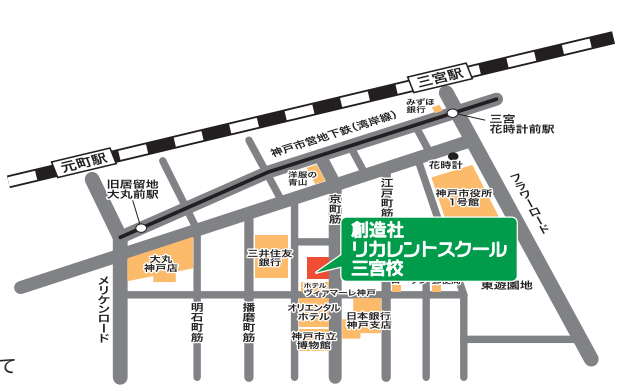 三宮駅
みずほ
銀行
三宮
花時計前駅
神戸市営地下鉄(湾岸線)
元町駅
花時計
洋服の
青山
旧居留地
大丸前駅
神戸市役所
1号館
フラワーロード
京町筋
江戸町筋
創造社
リカレントスクール
三宮校
大丸
神戸店
三井住友
銀行
メリケンロード
ホテル
ヴィアマーレ神戸
東遊園地
明石町筋
播磨町筋
オリエンタル
ホテル
日本銀行
神戸支店
神戸市立
博物館
て